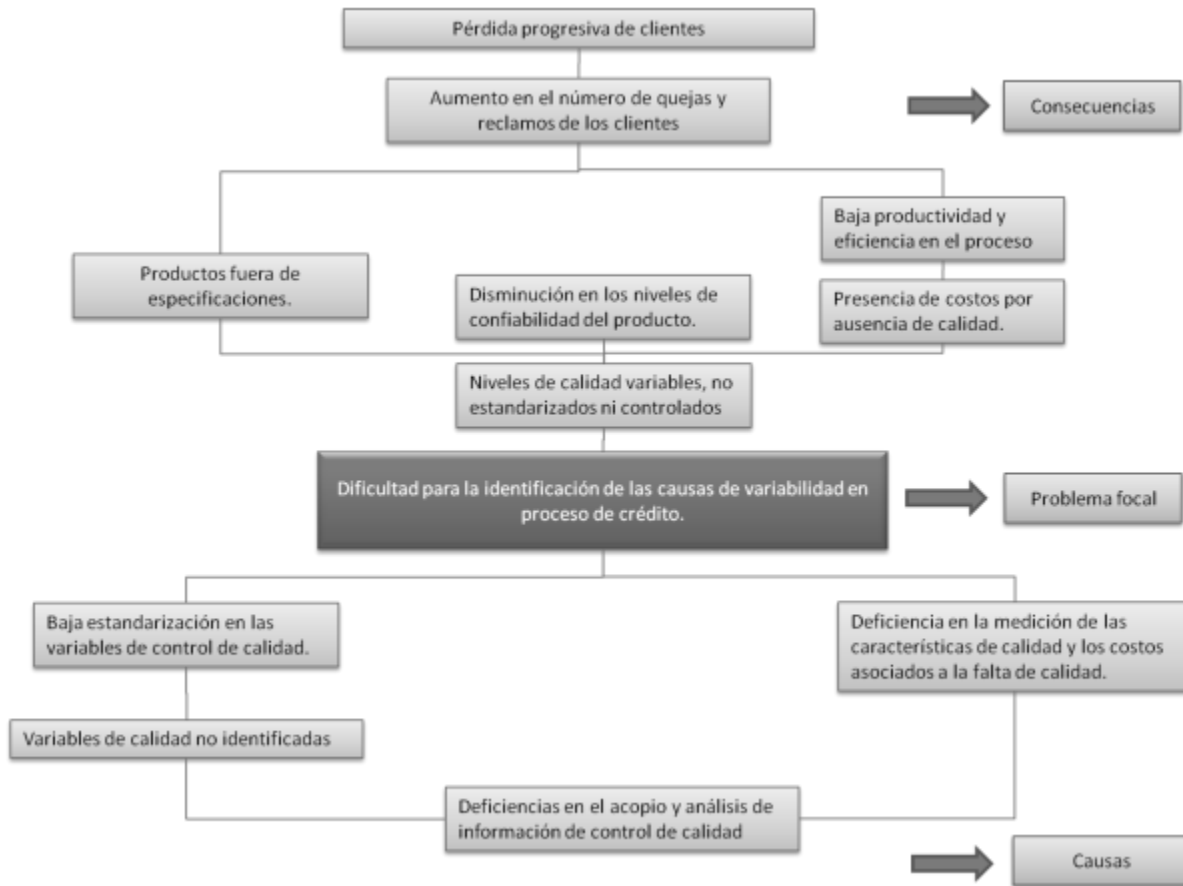 Pérdida progresiva de clientes
Aumento en el número de quejas y
reclamos de los clientes
Consecuencias
Baja productividad y
eficiencia en el proceso
Productos fuera de
especificaciones.
Disminución en los niveles de
confiabilidad del producto.
Presencia de costos por
ausencia de calidad.
Niveles de calidad variables, no
estandarizados ni controlados
Dificultad para la identificación de las causas de variabilidad en
proceso de crédito.
Problema focal
Baja estandarización en las
variables de control de calidad.
Deficiencia en la medición de las
características de calidad y los costos
asociados a la falta de calidad.
Variables de calidad no identificadas
Deficiencias en el acopio y análisis de
información de control de calidad
Causas